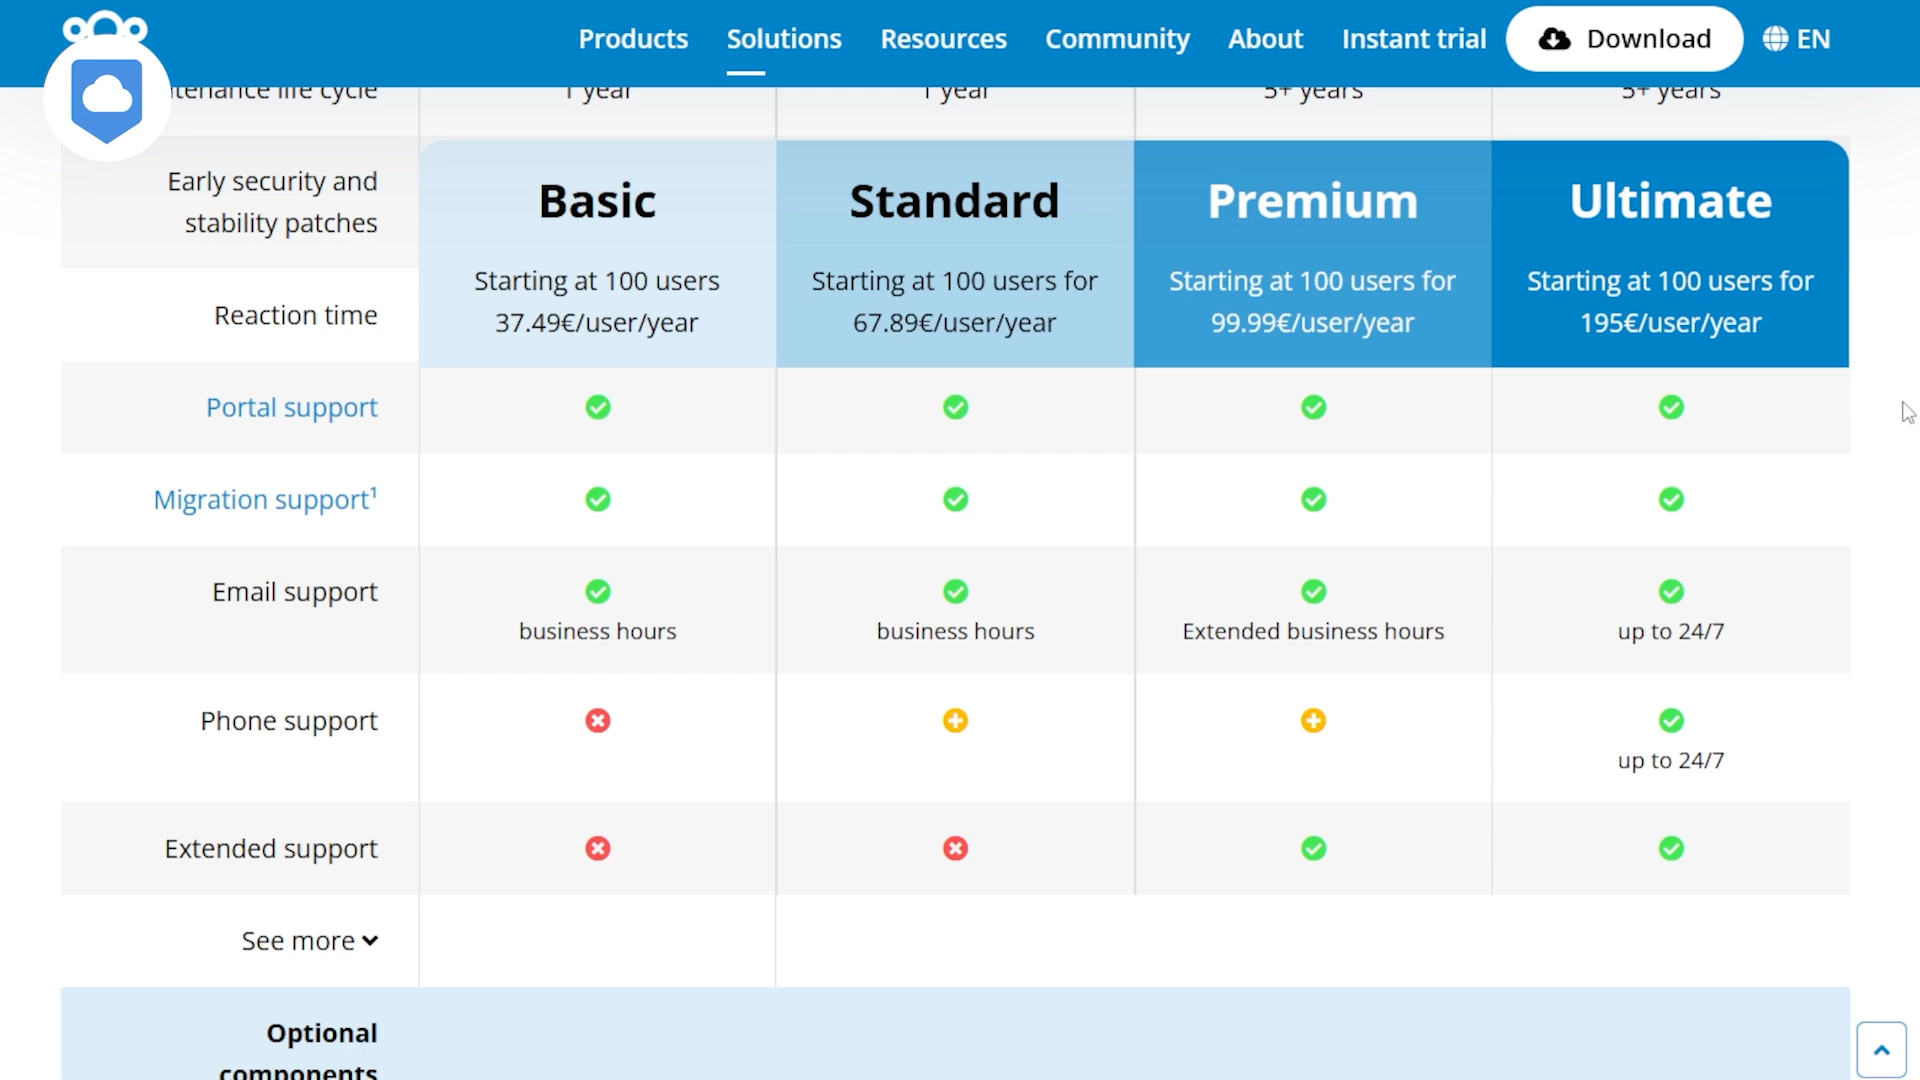 Products Solutions Resources Community About Instant trial Download EN
life cycle 1 year 1 year 5+ years 5+ years
Early security and
stability patches
Reaction time
Basic
Starting at 100 users
37.49€/user/year
Standard
Starting at 100 users for
67.89€/user/year
Premium
Starting at 100 users for
99.99€/user/year
Ultimate
Starting at 100 users for
195€/user/year
Portal support
Migration support¹
Email support
business hours business hours Extended business hours up to 24/7
Phone support
up to 24/7
Extended support
See more
Optional
components